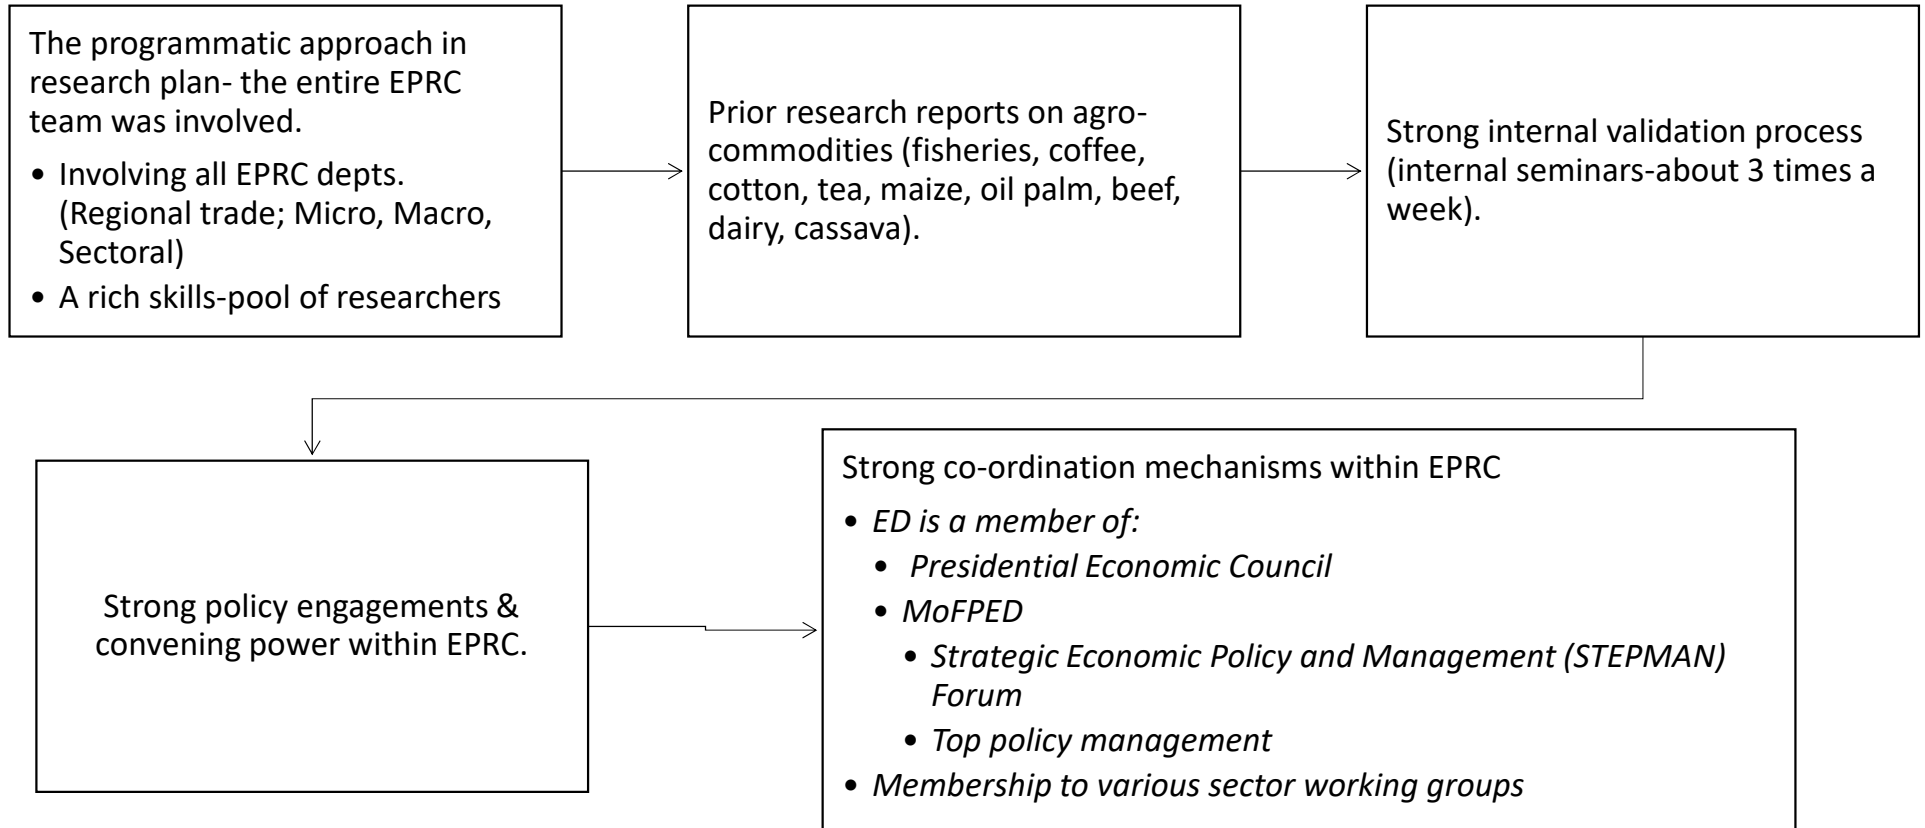 The programmatic approach in
research plan- the entire EPRC
team was involved.
• Involving all EPRC depts.
(Regional trade; Micro, Macro,
Sectoral)
• A rich skills-pool of researchers
Prior research reports on agro-
commodities (fisheries, coffee,
cotton, tea, maize, oil palm, beef,
dairy, cassava).
Strong internal validation process
(internal seminars-about 3 times a
week).
Strong policy engagements &
convening power within EPRC.
Strong co-ordination mechanisms within EPRC
• ED is a member of:
• Presidential Economic Council
• MoFPED
• Strategic Economic Policy and Management (STEPMAN)
Forum
• Top policy management
• Membership to various sector working groups